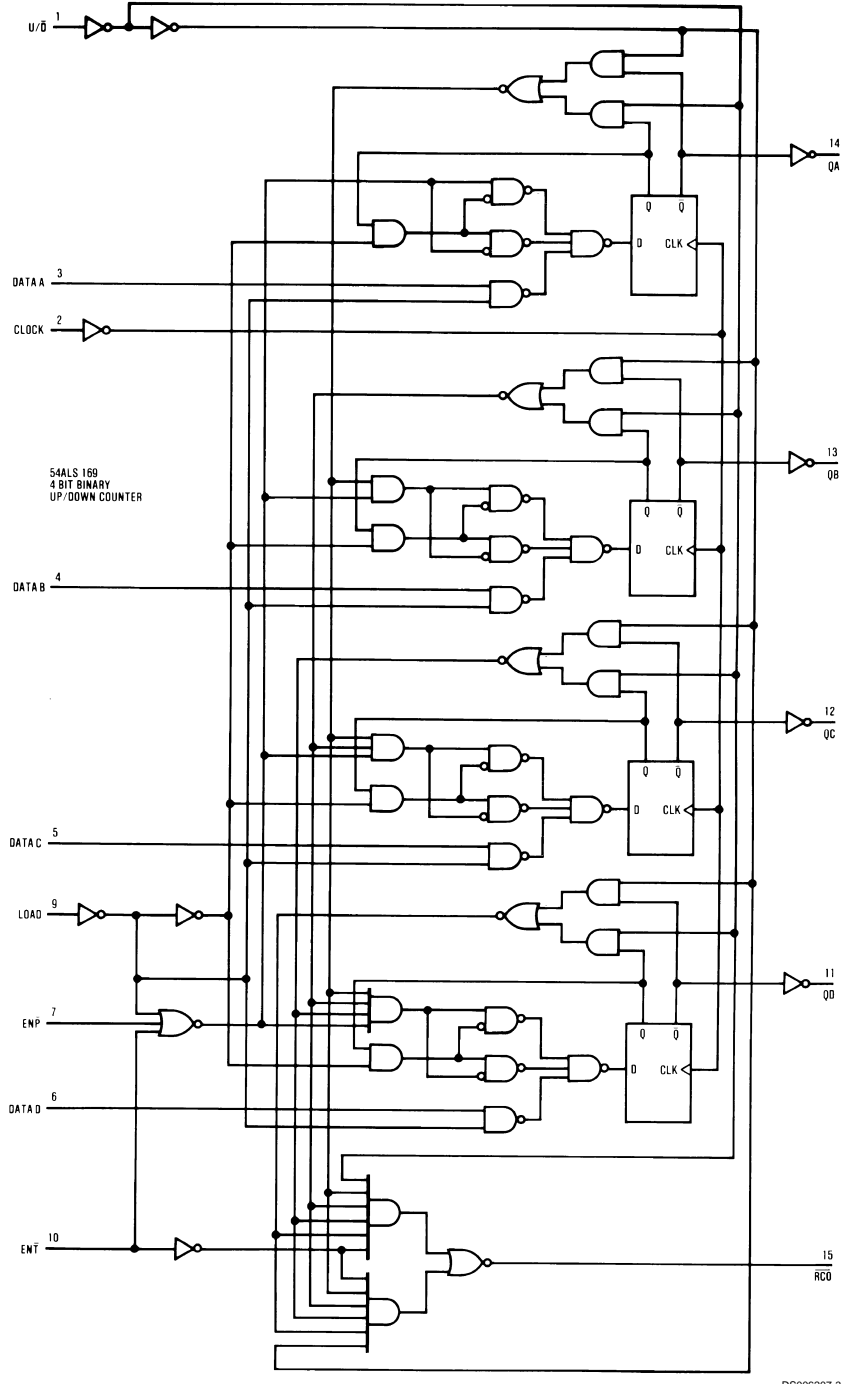 U/D̅ 1
14
QA
Q Q̅
D CLK
DATA A 3
CLOCK 2
13
QB
54ALS 169
4 BIT BINARY
UP/DOWN COUNTER
Q Q̅
D CLK
DATA B 4
12
QC
Q Q̅
D CLK
DATA C 5
LOAD 9
11
QD
ENP̅ 7
Q Q̅
D CLK
DATA D 6
ENT̅ 10
15
R̅C̅O̅